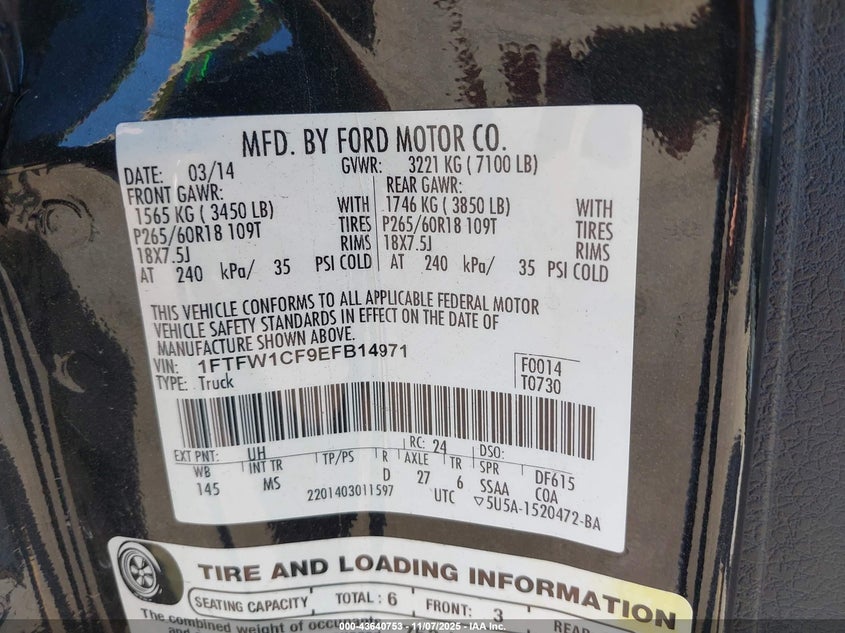 MFD. BY FORD MOTOR CO.
DATE: 03/14 GVWR: 3221 KG ( 7100 LB)
FRONT GAWR: REAR GAWR:
1565 KG ( 3450 LB) WITH 1746 KG ( 3850 LB) WITH
P265/60R18 109T TIRES P265/60R18 109T TIRES
18X7.5J RIMS 18X7.5J RIMS
AT 240 kPa/ 35 PSI COLD AT 240 kPa/ 35 PSI COLD
THIS VEHICLE CONFORMS TO ALL APPLICABLE FEDERAL MOTOR
VEHICLE SAFETY STANDARDS IN EFFECT ON THE DATE OF
MANUFACTURE SHOWN ABOVE.
VIN: 1FTFW1CF9EFB14971 F0014
TYPE: Truck T0730
EXT PNT: UH RC: 24 DSO:
WB INT TR TP/PS R AXLE TR SPR DF615
145 MS D 27 6 SSAA COA
2201403011597 UTC ▽5U5A-1520472-BA
TIRE AND LOADING INFORMATION
SEATING CAPACITY TOTAL: 6 FRONT: 3 REAR
The combined weight of
000-43640753 - 11/07/2025 - IAA Inc.